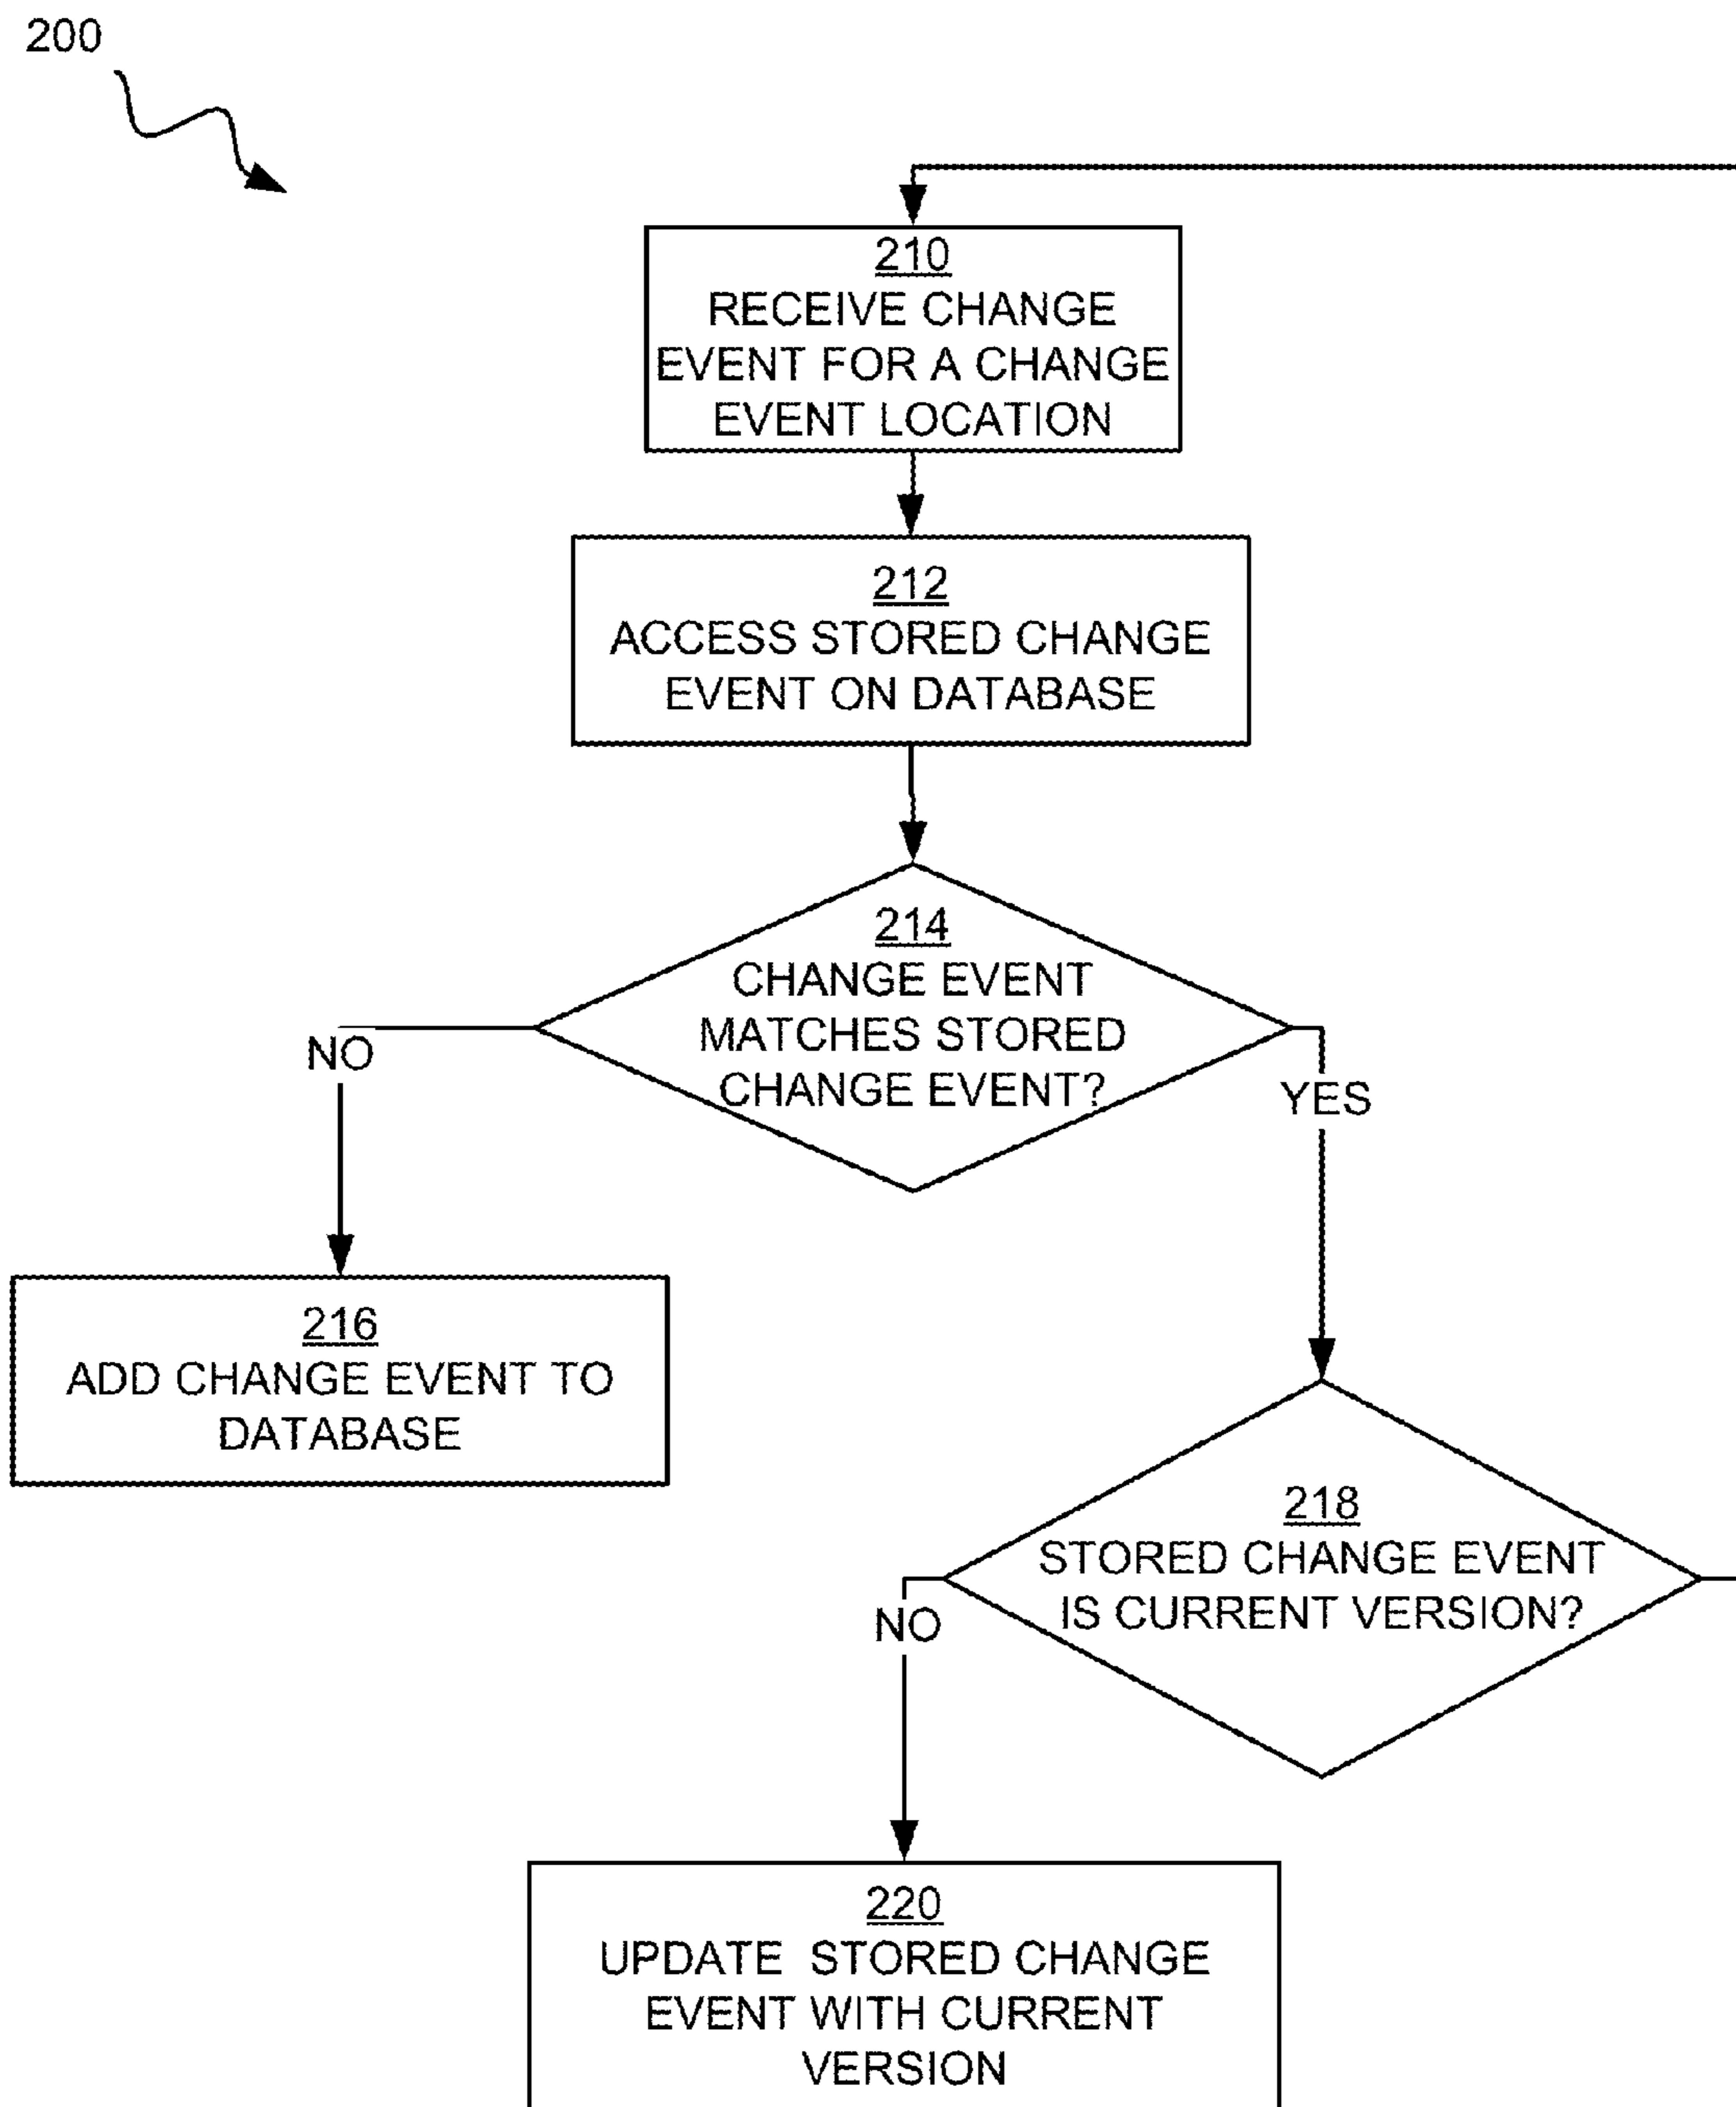 200
210
RECEIVE CHANGE
EVENT FOR A CHANGE
EVENT LOCATION
212
ACCESS STORED CHANGE
EVENT ON DATABASE
214
CHANGE EVENT
MATCHES STORED
CHANGE EVENT?
NO
YES
216
ADD CHANGE EVENT TO
DATABASE
218
STORED CHANGE EVENT
IS CURRENT VERSION?
NO
220
UPDATE STORED CHANGE
EVENT WITH CURRENT
VERSION